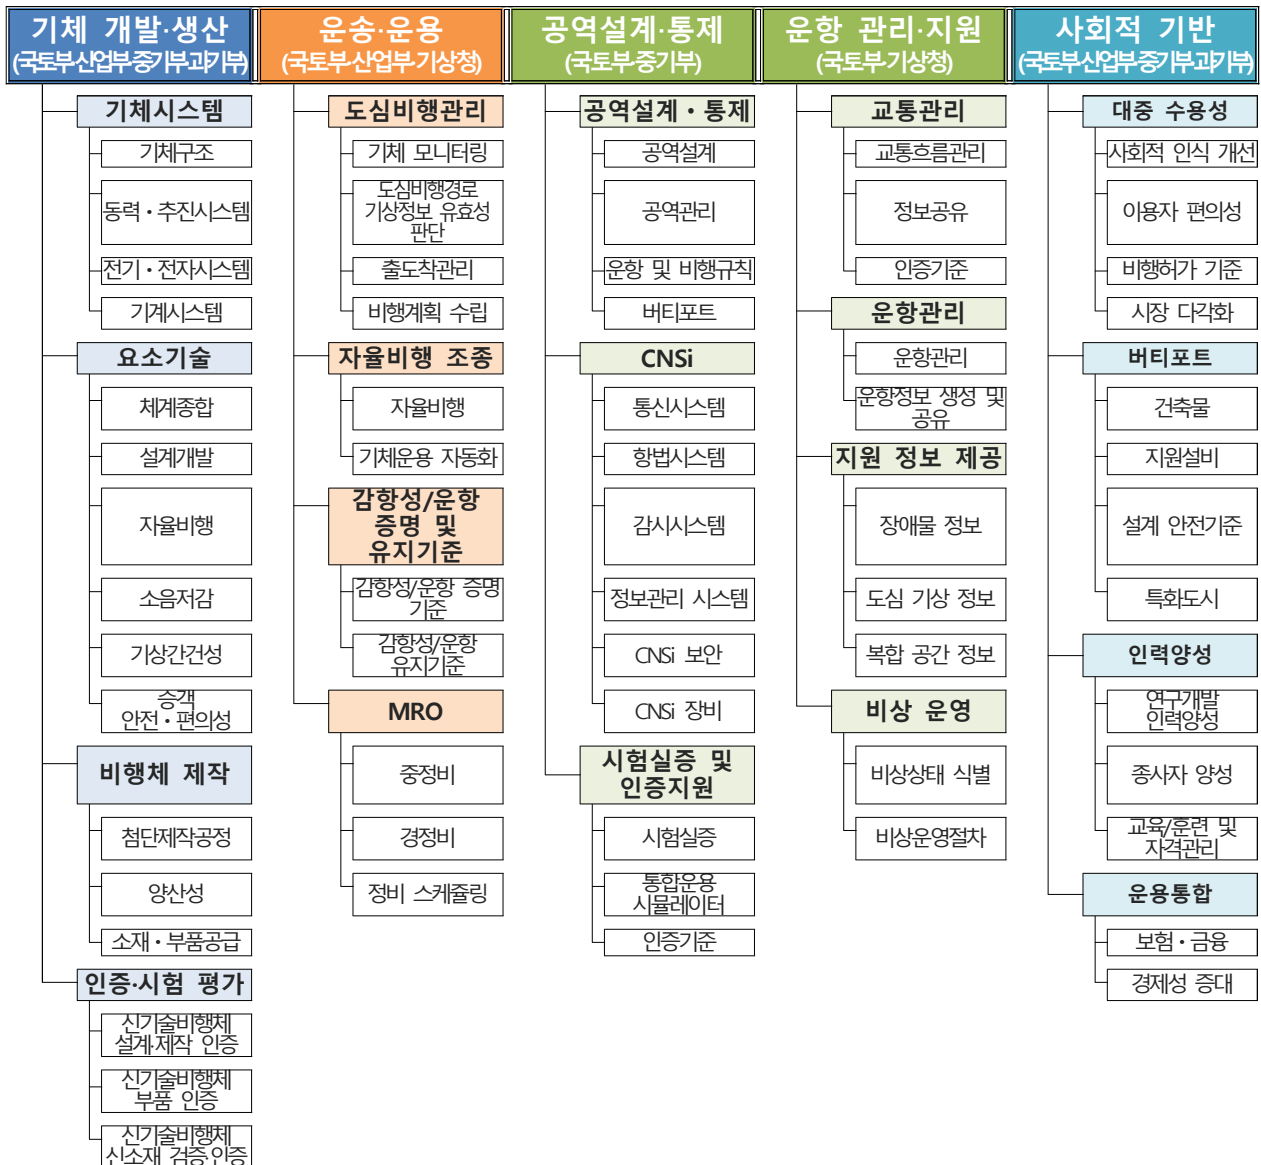 기체 개발·생산
(국토부·산업부·중기부·과기부)
기체시스템
기체구조
동력・추진시스템
전기・전자시스템
기계시스템
요소기술
체계종합
설계개발
자율비행
소음저감
기상간건성
승객
안전・편의성
비행체 제작
첨단제작공정
양산성
소재・부품공급
인증·시험 평가
신기술비행체
설계·제작 인증
신기술비행체
부품 인증
신기술비행체
신소재 검증·인증
운송·운용
(국토부·산업부·기상청)
도심비행관리
기체 모니터링
도심비행경로
기상정보 유효성
판단
출도착관리
비행계획 수립
자율비행 조종
자율비행
기체운용 자동화
감항성/운항
증명 및
유지기준
감항성/운항 증명
기준
감항성/운항
유지기준
MRO
중정비
경정비
정비 스케쥴링
공역설계·통제
(국토부·중기부)
공역설계・통제
공역설계
공역관리
운항 및 비행규칙
버티포트
CNSi
통신시스템
항법시스템
감시시스템
정보관리 시스템
CNSi 보안
CNSi 장비
시험실증 및
인증지원
시험실증
통합운용
시뮬레이터
인증기준
운항 관리·지원
(국토부·기상청)
교통관리
교통흐름관리
정보공유
인증기준
운항관리
운항관리
운항정보 생성 및
공유
지원 정보 제공
장애물 정보
도심 기상 정보
복합 공간 정보
비상 운영
비상상태 식별
비상운영절차
사회적 기반
(국토부·산업부·중기부·과기부)
대중 수용성
사회적 인식 개선
이용자 편의성
비행허가 기준
시장 다각화
버티포트
건축물
지원설비
설계 안전기준
특화도시
인력양성
연구개발
인력양성
종사자 양성
교육/훈련 및
자격관리
운용통합
보험・금융
경제성 증대